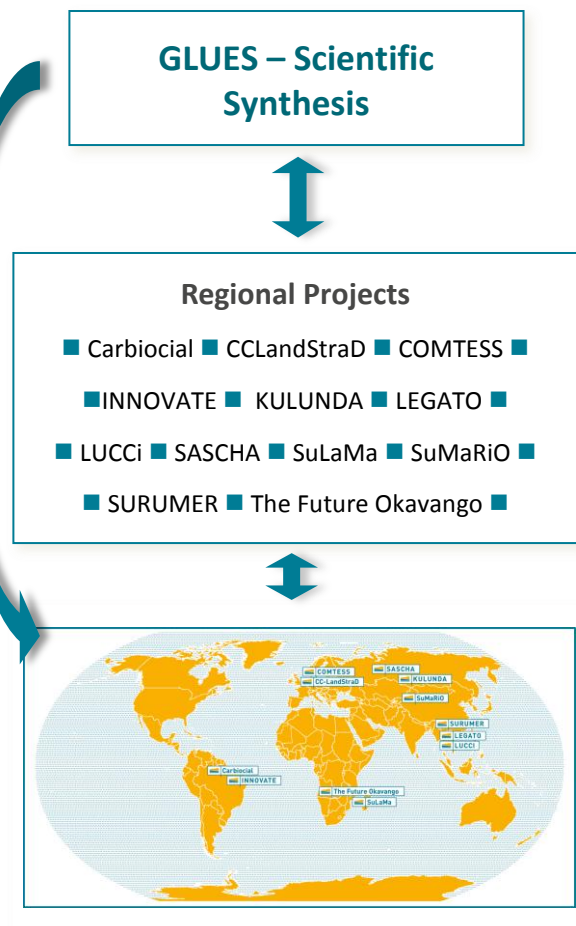 GLUES – Scientific
Synthesis
Regional Projects
■ Carbiocial ■ CCLandStraD ■ COMTESS ■
■INNOVATE ■ KULUNDA ■ LEGATO ■
■ LUCCi ■ SASCHA ■ SuLaMa ■ SuMaRiO ■
■ SURUMER ■ The Future Okavango ■
COMTESS
SASCHA
CC-LandStraD
KULUNDA
SuMaRiO
SURUMER
LEGATO
LUCCI
Carbiocial
INNOVATE
The Future Okavango
SuLaMa